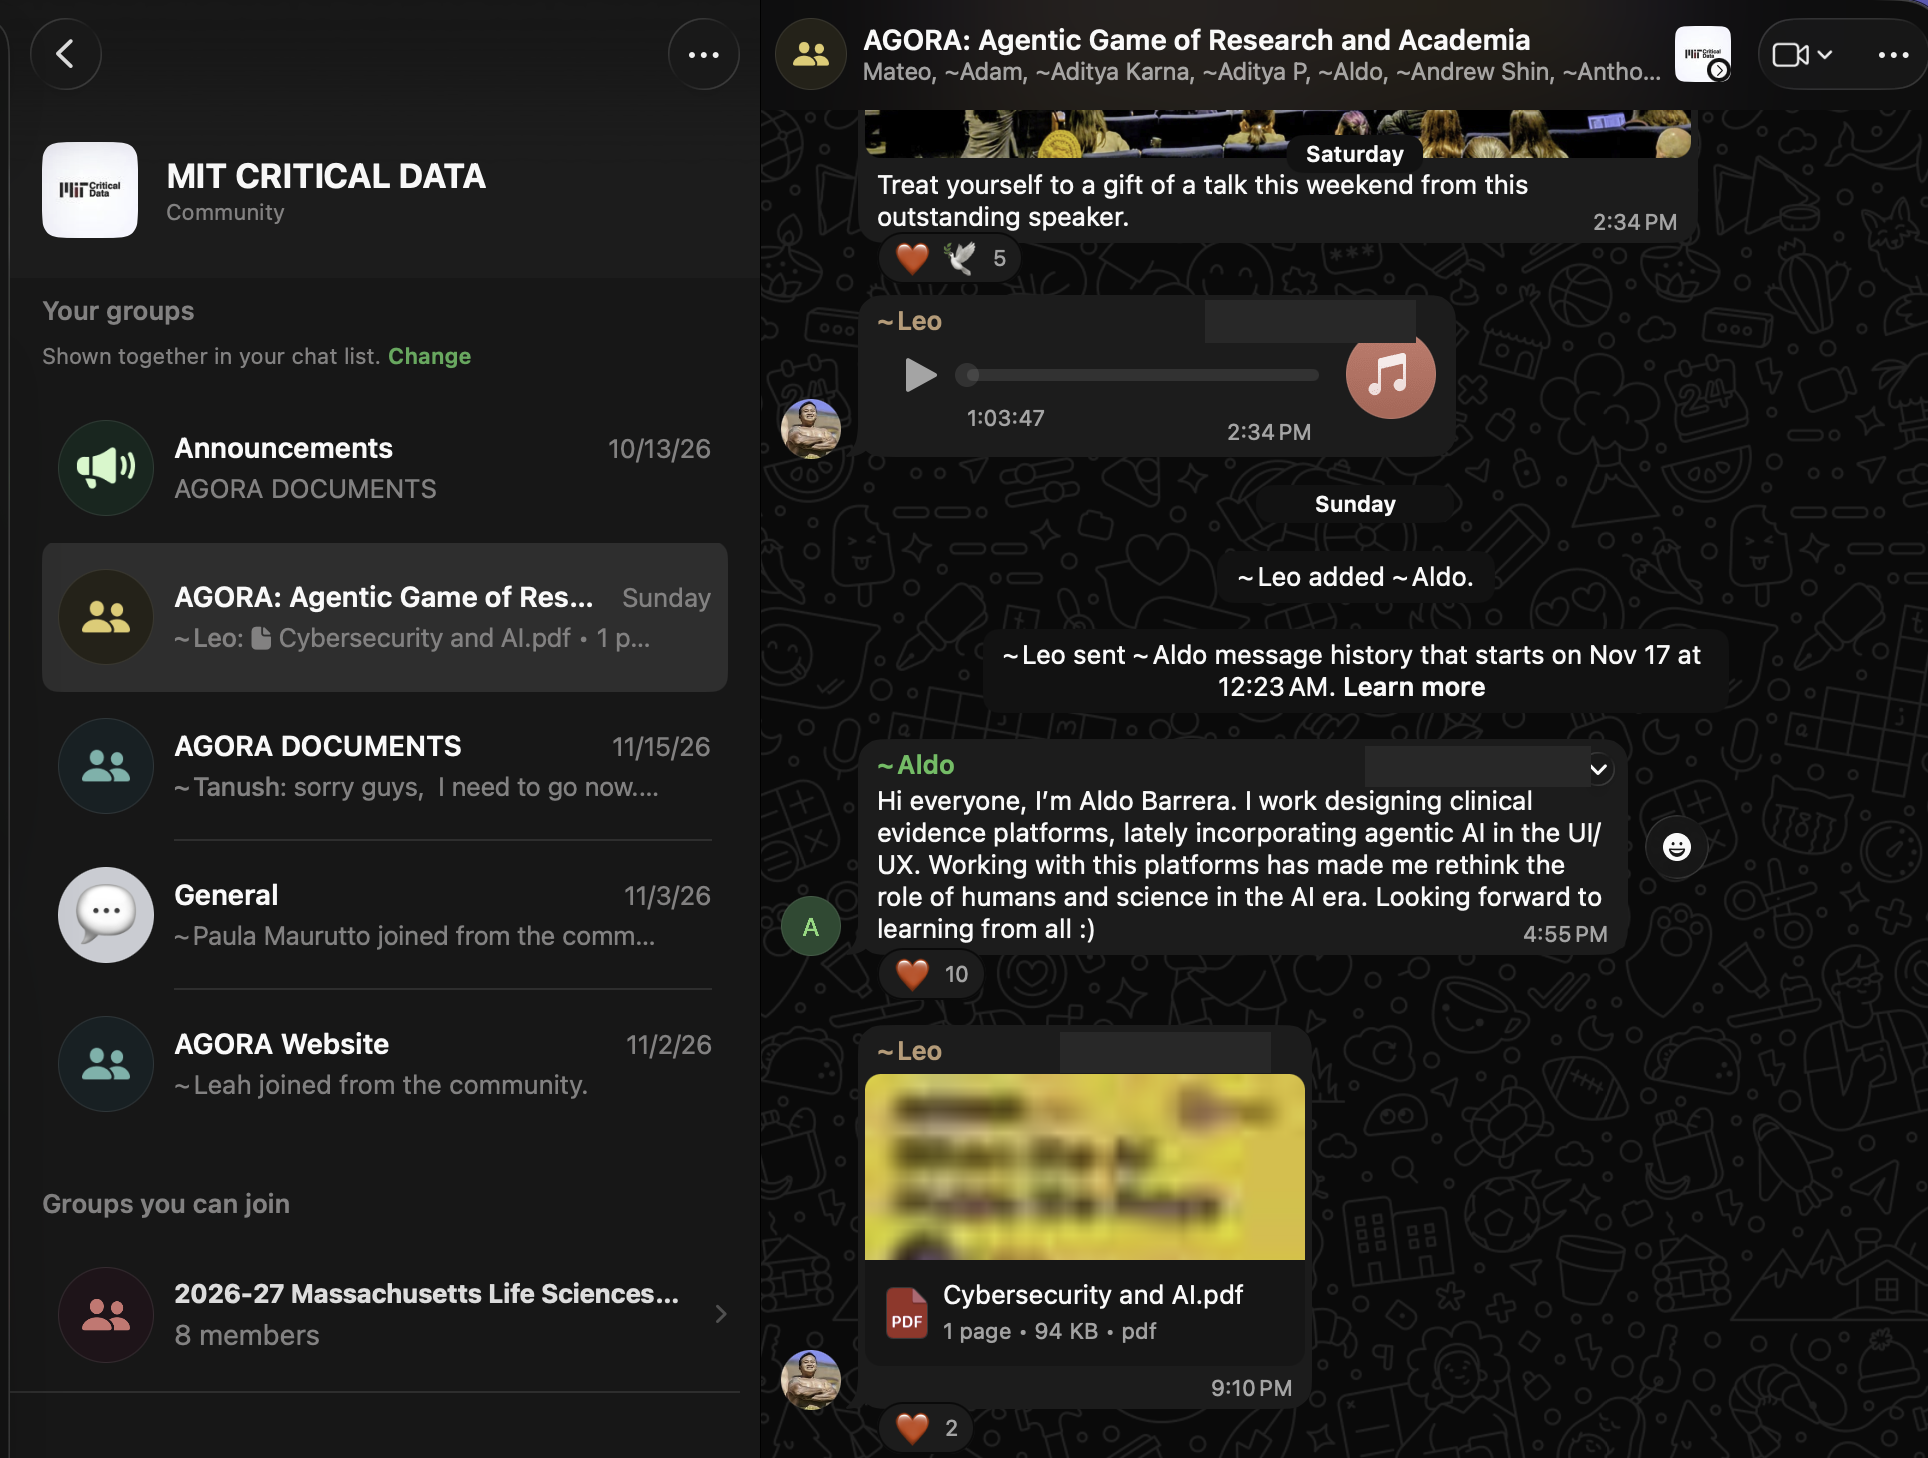 MIT Critical Data
MIT CRITICAL DATA
Community
Your groups
Shown together in your chat list. Change
Announcements 10/13/26
AGORA DOCUMENTS
AGORA: Agentic Game of Res... Sunday
~Leo: Cybersecurity and AI.pdf • 1 p...
AGORA DOCUMENTS 11/15/26
~Tanush: sorry guys, I need to go now....
General 11/3/26
~Paula Maurutto joined from the comm...
AGORA Website 11/2/26
~Leah joined from the community.
Groups you can join
2026-27 Massachusetts Life Sciences...
8 members
AGORA: Agentic Game of Research and Academia
Mateo, ~Adam, ~Aditya Karna, ~Aditya P, ~Aldo, ~Andrew Shin, ~Antho...
MIT Critical Data
Saturday
Treat yourself to a gift of a talk this weekend from this
outstanding speaker.
2:34 PM
5
~Leo
1:03:47
2:34 PM
Sunday
~Leo added ~Aldo.
~Leo sent ~Aldo message history that starts on Nov 17 at
12:23 AM. Learn more
~Aldo
Hi everyone, I’m Aldo Barrera. I work designing clinical
evidence platforms, lately incorporating agentic AI in the UI/
UX. Working with this platforms has made me rethink the
role of humans and science in the AI era. Looking forward to
learning from all :)
4:55 PM
A
10
~Leo
Cybersecurity and AI.pdf
PDF
1 page • 94 KB • pdf
9:10 PM
2